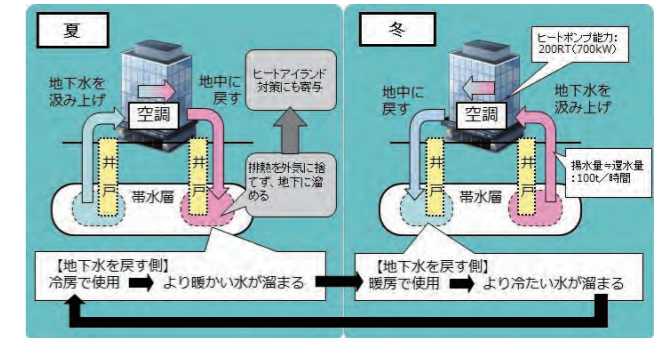 夏
地下水を
汲み上げ
空調
地中に
戻す
ヒートアイランド
対策にも寄与
排熱を外気に捨
てず、地下に溜
める
井
戸
井
戸
帯水層
【地下水を戻す側】
冷房で使用 ➡ より暖かい水が溜まる
冬
ヒートポンプ能力:
200RT(700kW)
地中に
戻す
空調
地下水を
汲み上げ
揚水量≒還水量
:100t/時間
井
戸
井
戸
帯水層
【地下水を戻す側】
暖房で使用 ➡ より冷たい水が溜まる